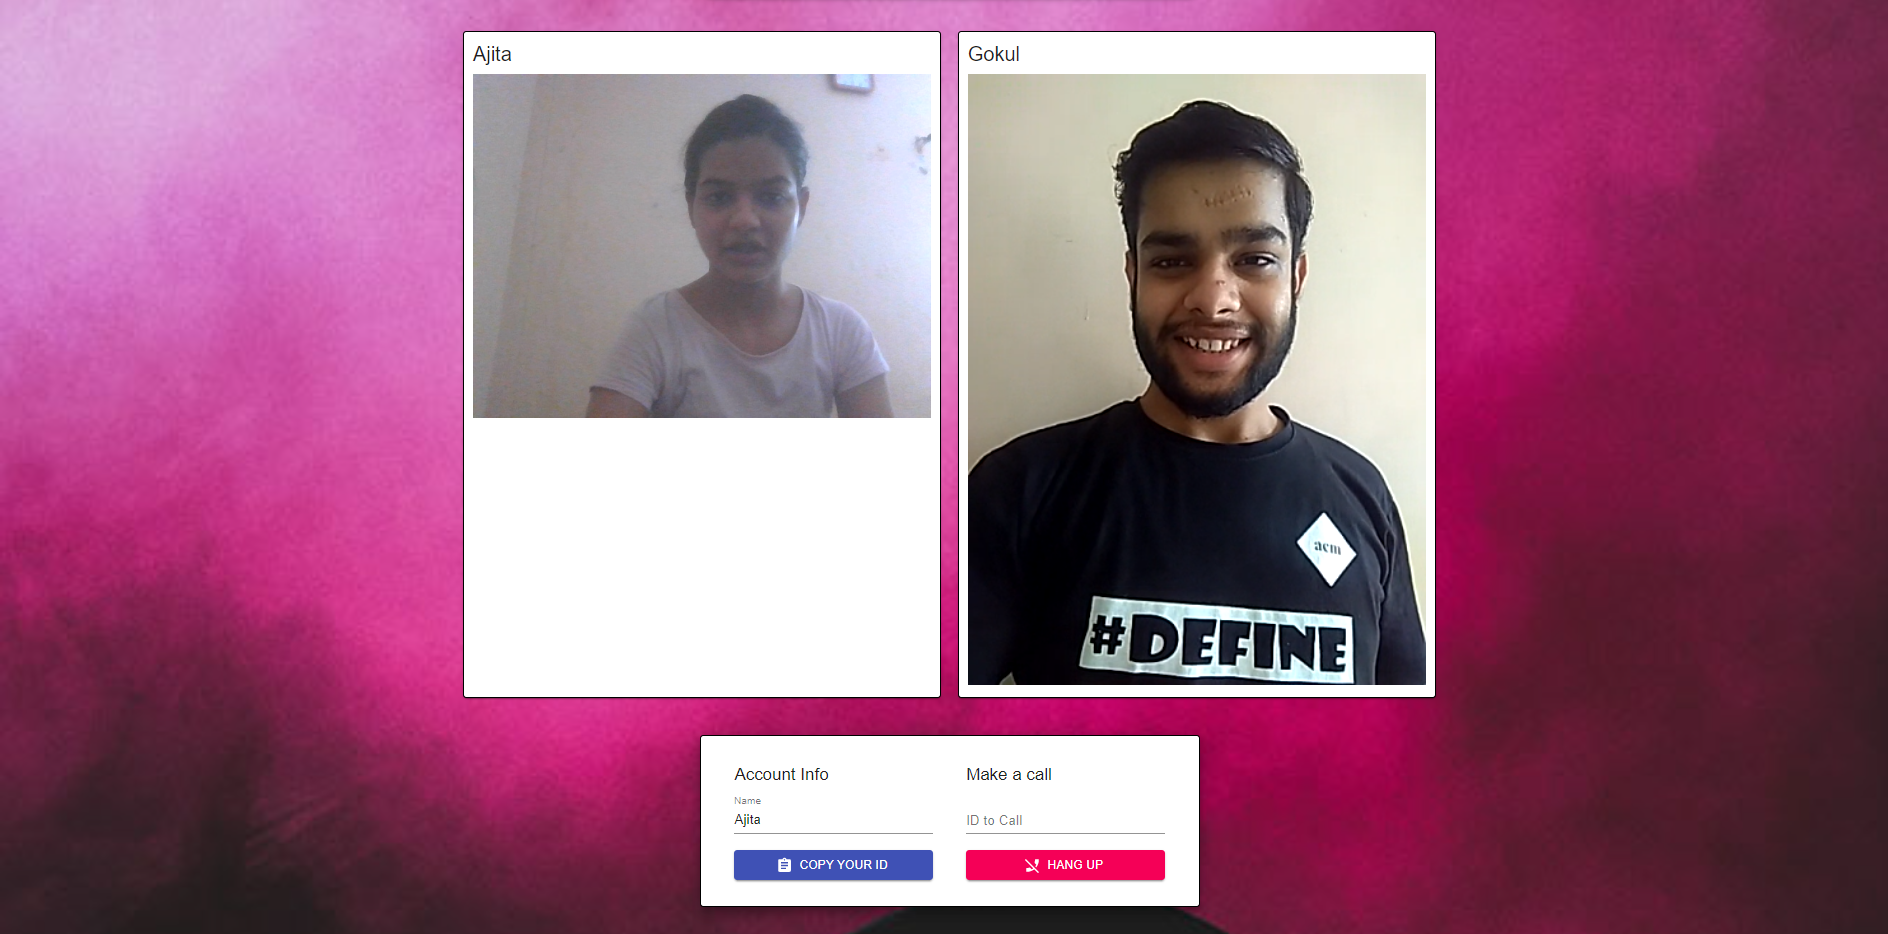 Ajita
Gokul
acm
#DEFINE
Account Info
Make a call
Name
Ajita
ID to Call
COPY YOUR ID
HANG UP